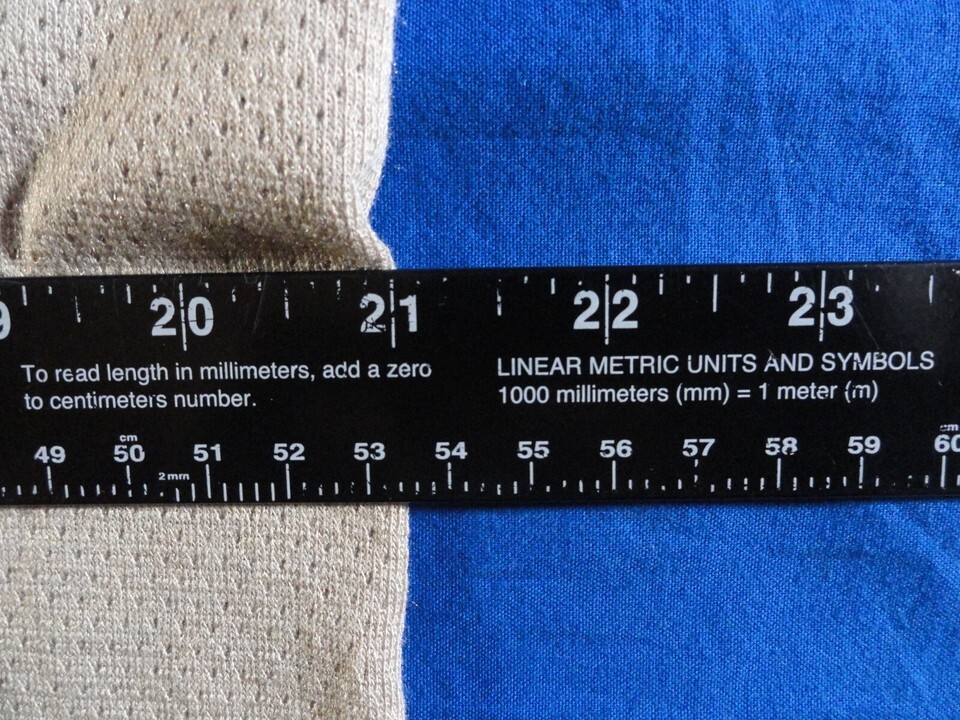 9 20 21 22 23
To read length in millimeters, add a zero
to centimeters number.
LINEAR METRIC UNITS AND SYMBOLS
1000 millimeters (mm) = 1 meter (m)
cm cm
49 50 51 52 53 54 55 56 57 58 59 60
2mm